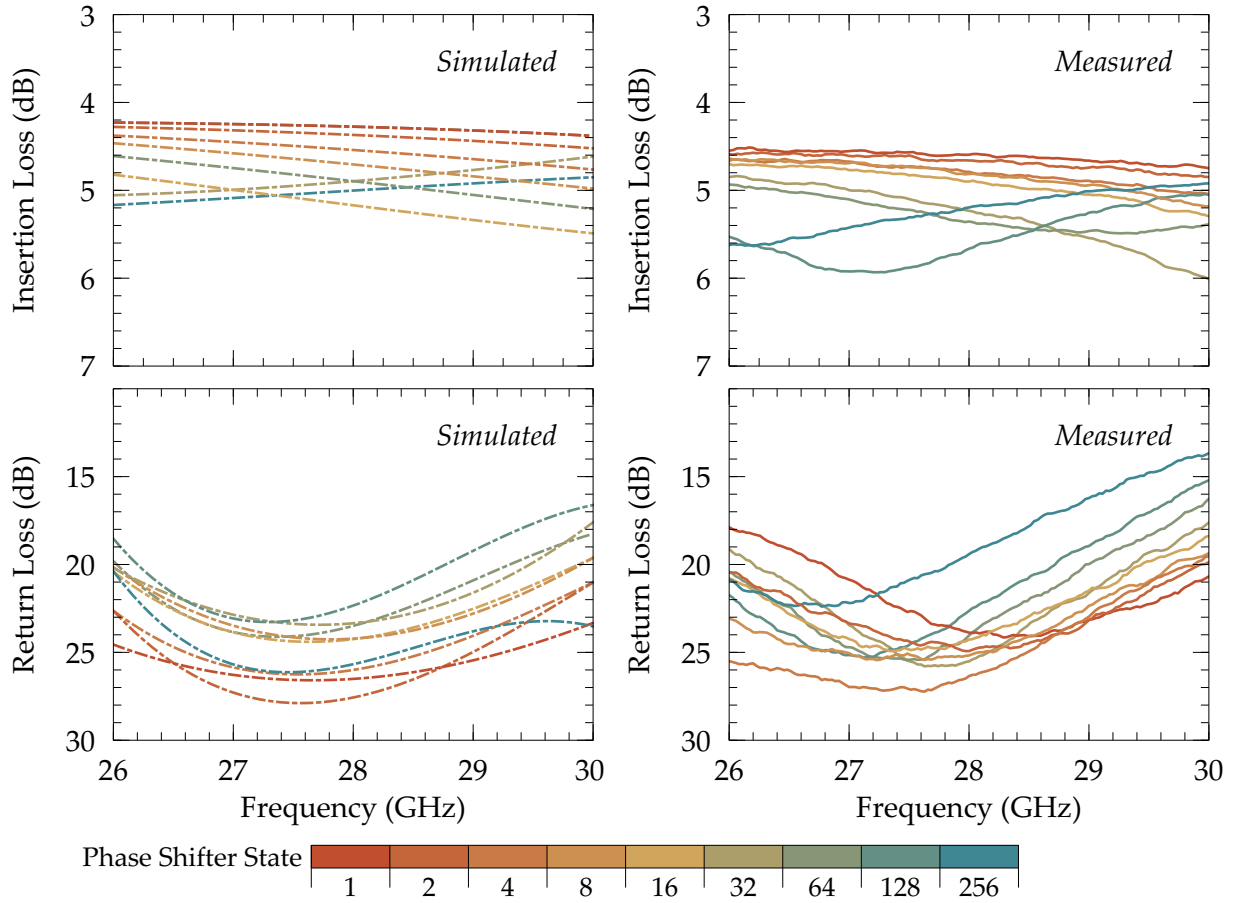 Simulated
Measured
Insertion Loss (dB)
3
4
5
6
7
Insertion Loss (dB)
3
4
5
6
7
Simulated
Measured
Return Loss (dB)
15
20
25
30
Return Loss (dB)
15
20
25
30
26 27 28 29 30
26 27 28 29 30
Frequency (GHz)
Frequency (GHz)
Phase Shifter State
1 2 4 8 16 32 64 128 256